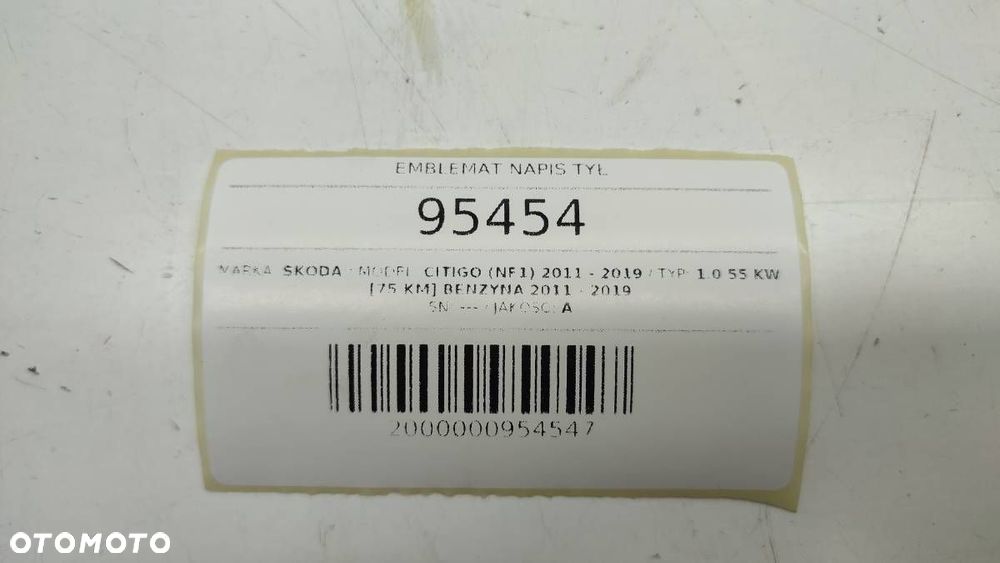 EMBLEMAT NAPIS TYŁ
95454
MARKA: SKODA / MODEL: CITIGO (NF1) 2011 - 2019 / TYP: 1.0 55 KW
[75 KM] BENZYNA 2011 - 2019
SN: --- / JAKOŚĆ: A
2000000954547
OTOMOTO